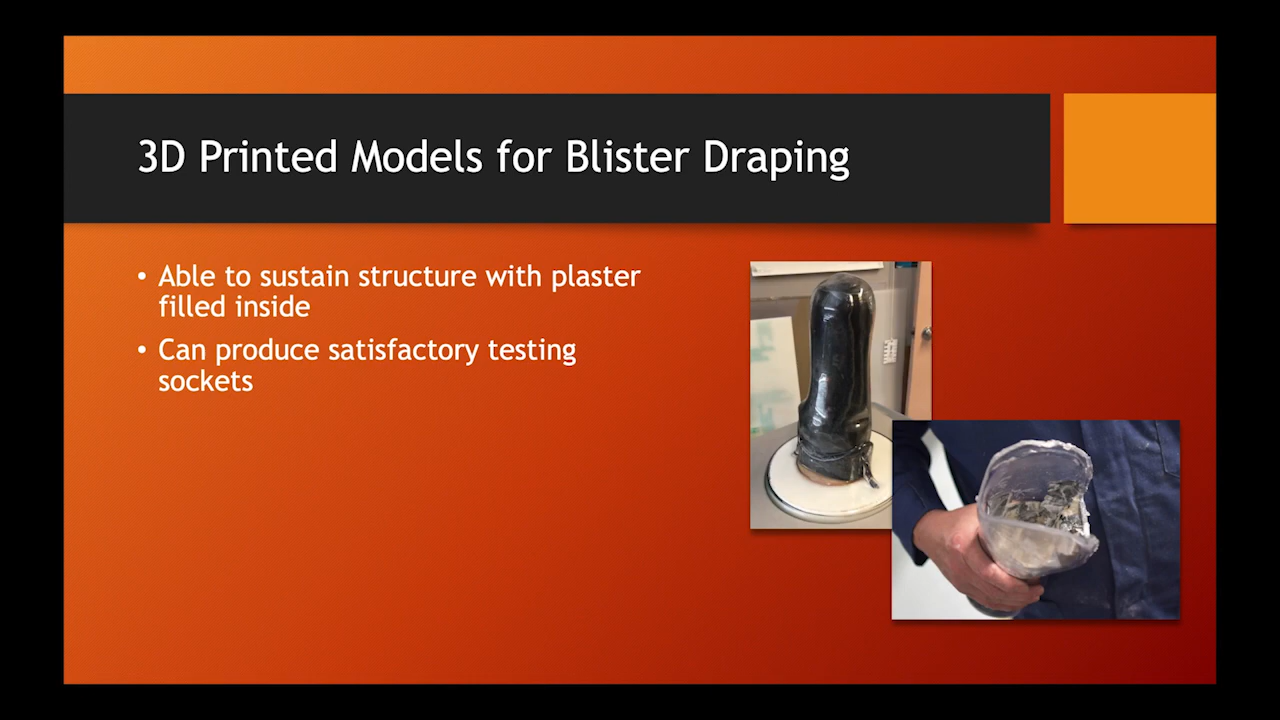 3D Printed Models for Blister Draping
• Able to sustain structure with plaster
filled inside
• Can produce satisfactory testing
sockets